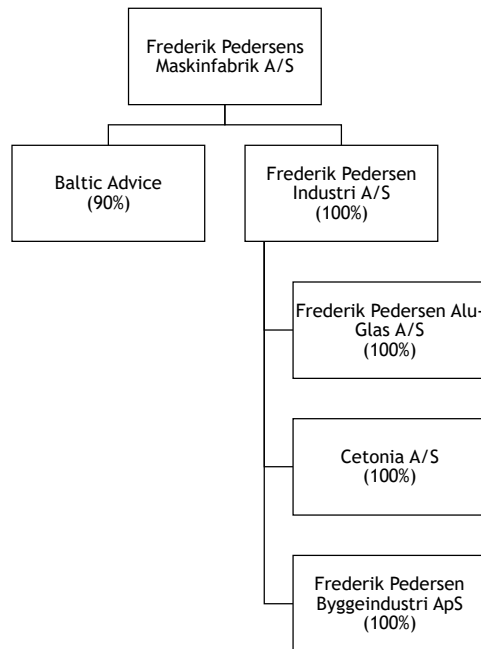 Frederik Pedersens
Maskinfabrik A/S
Baltic Advice
(90%)
Frederik Pedersen
Industri A/S
(100%)
Frederik Pedersen Alu-
Glas A/S
(100%)
Cetonia A/S
(100%)
Frederik Pedersen
Byggeindustri ApS
(100%)